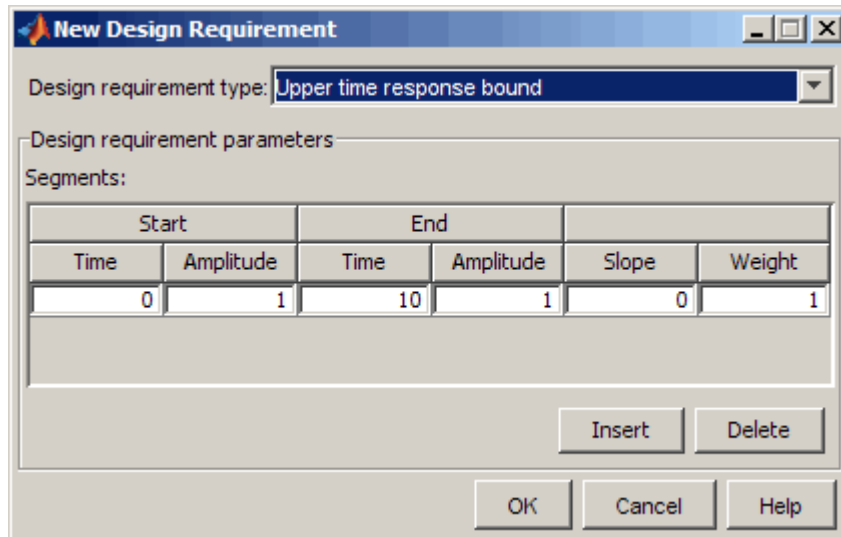 New Design Requirement
Design requirement type: Upper time response bound
Design requirement parameters
Segments:
Start End
Time Amplitude Time Amplitude Slope Weight
0 1 10 1 0 1
Insert Delete
OK Cancel Help